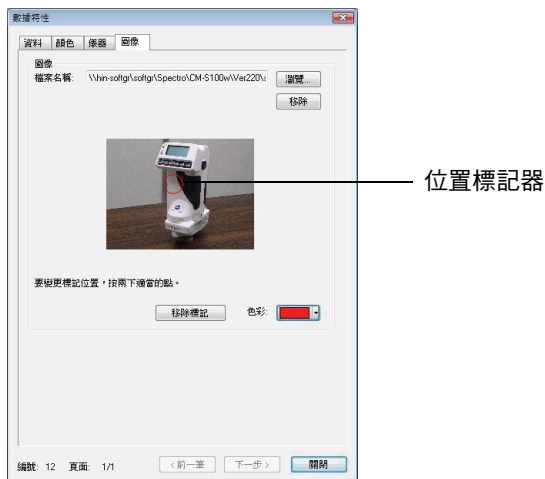 數據特性
資料 顏色 儀器 圖像
圖像
檔案名稱: \\hin-softgr\softgr\Spectro\CM-S100w\Ver220\s 瀏覽...
移除
位置標記器
要變更標記位置，按兩下適當的點。
移除標記 色彩:
編號: 12 頁面: 1/1 <前一筆 下一步> 關閉